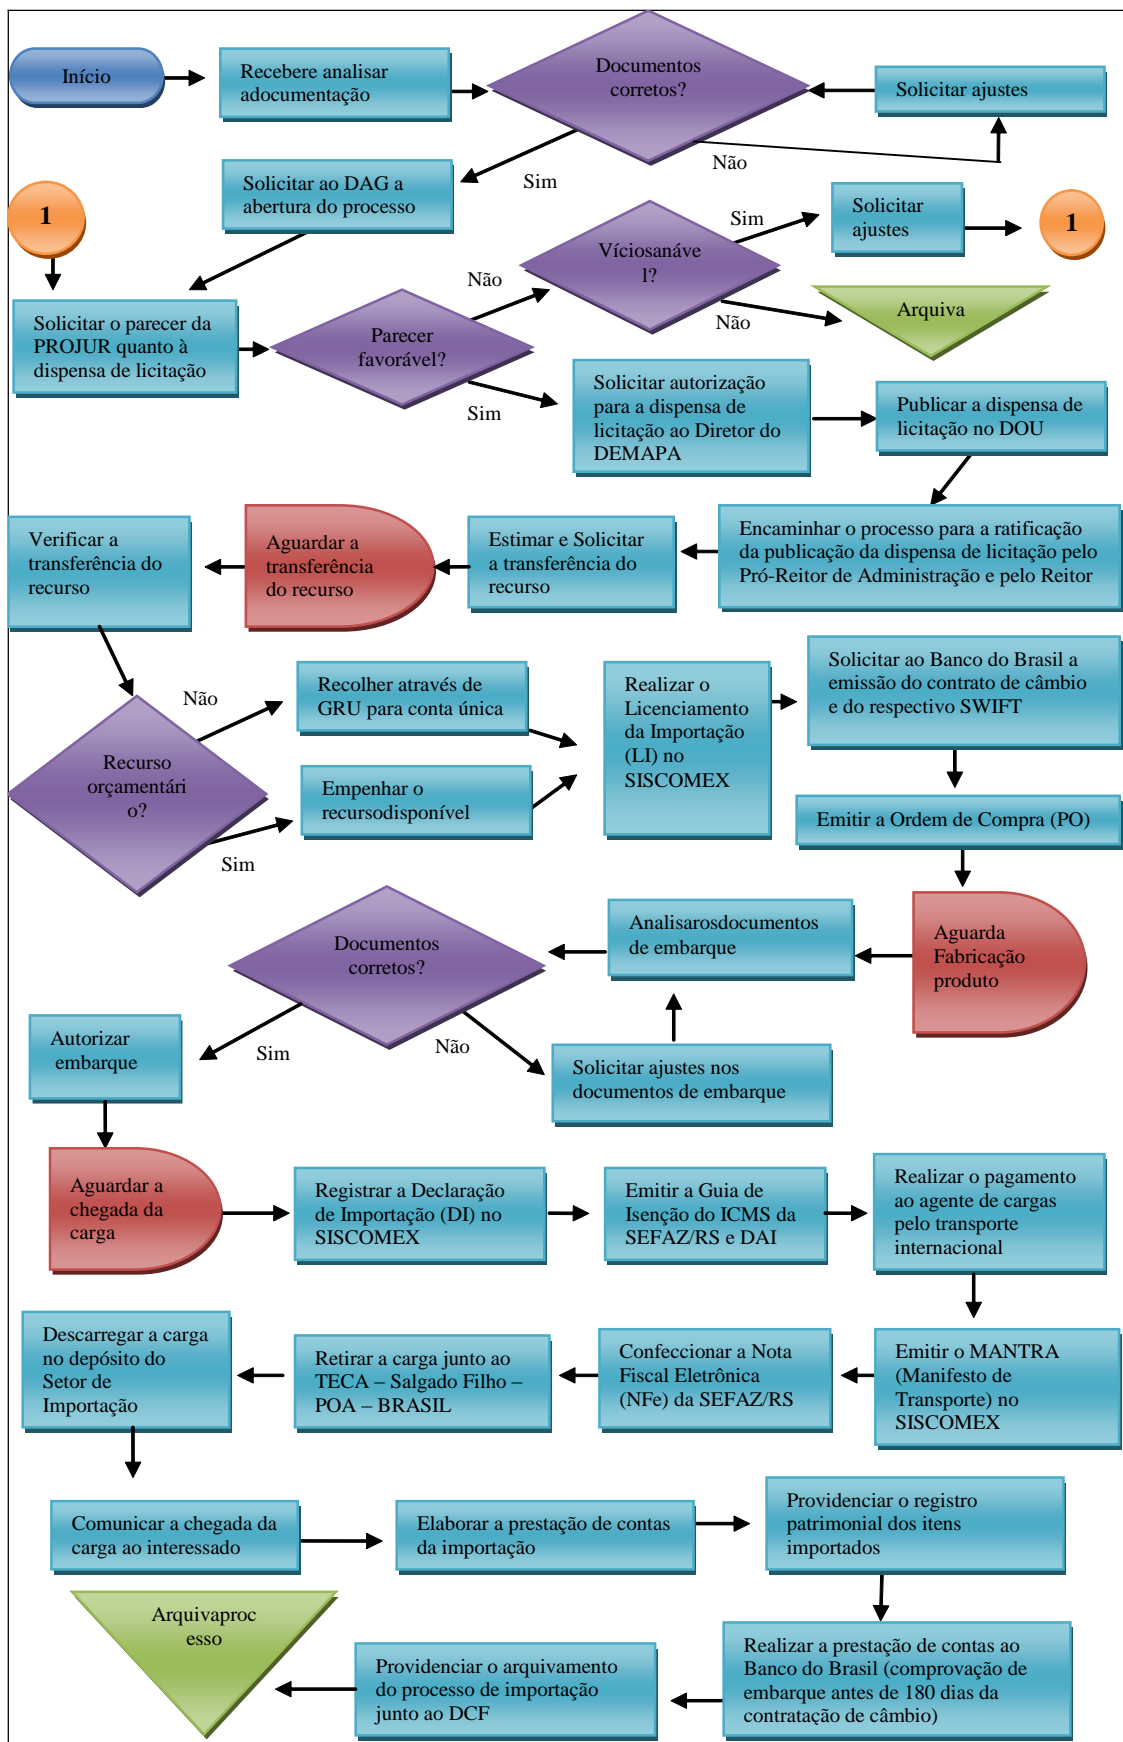 Início
Recebere analisar
adocumentação
Documentos
corretos?
Solicitar ajustes
Não
Sim
Solicitar ao DAG a
abertura do processo
1
Sim
Solicitar
ajustes
1
Víciosanáve
l?
Não
Não
Arquiva
Solicitar o parecer da
PROJUR quanto à
dispensa de licitação
Parecer
favorável?
Sim
Solicitar autorização
para a dispensa de
licitação ao Diretor do
DEMAPA
Publicar a dispensa de
licitação no DOU
Encaminhar o processo para a ratificação
da publicação da dispensa de licitação pelo
Pró-Reitor de Administração e pelo Reitor
Estimar e Solicitar
a transferência do
recurso
Aguardar a
transferência
do recurso
Verificar a
transferência do
recurso
Recurso
orçamentári
o?
Não
Recolher através de
GRU para conta única
Sim
Empenhar o
recursodisponível
Realizar o
Licenciamento
da Importação
(LI) no
SISCOMEX
Solicitar ao Banco do Brasil a
emissão do contrato de câmbio
e do respectivo SWIFT
Emitir a Ordem de Compra (PO)
Aguarda
Fabricação
produto
Analisarosdocumentos
de embarque
Documentos
corretos?
Não
Solicitar ajustes nos
documentos de embarque
Sim
Autorizar
embarque
Aguardar a
chegada da
carga
Registrar a Declaração
de Importação (DI) no
SISCOMEX
Emitir a Guia de
Isenção do ICMS da
SEFAZ/RS e DAI
Realizar o pagamento
ao agente de cargas
pelo transporte
internacional
Emitir o MANTRA
(Manifesto de
Transporte) no
SISCOMEX
Confeccionar a Nota
Fiscal Eletrônica
(NFe) da SEFAZ/RS
Retirar a carga junto ao
TECA – Salgado Filho –
POA – BRASIL
Descarregar a carga
no depósito do
Setor de
Importação
Comunicar a chegada da
carga ao interessado
Elaborar a prestação de contas
da importação
Providenciar o registro
patrimonial dos itens
importados
Realizar a prestação de contas ao
Banco do Brasil (comprovação de
embarque antes de 180 dias da
contratação de câmbio)
Providenciar o arquivamento
do processo de importação
junto ao DCF
Arquivaproc
esso